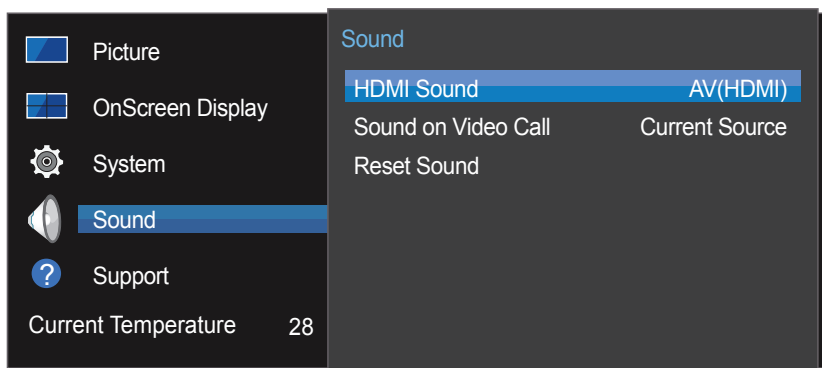 Picture
OnScreen Display
System
Sound
?
Support
Current Temperature 28
Sound
HDMI Sound AV(HDMI)
Sound on Video Call Current Source
Reset Sound